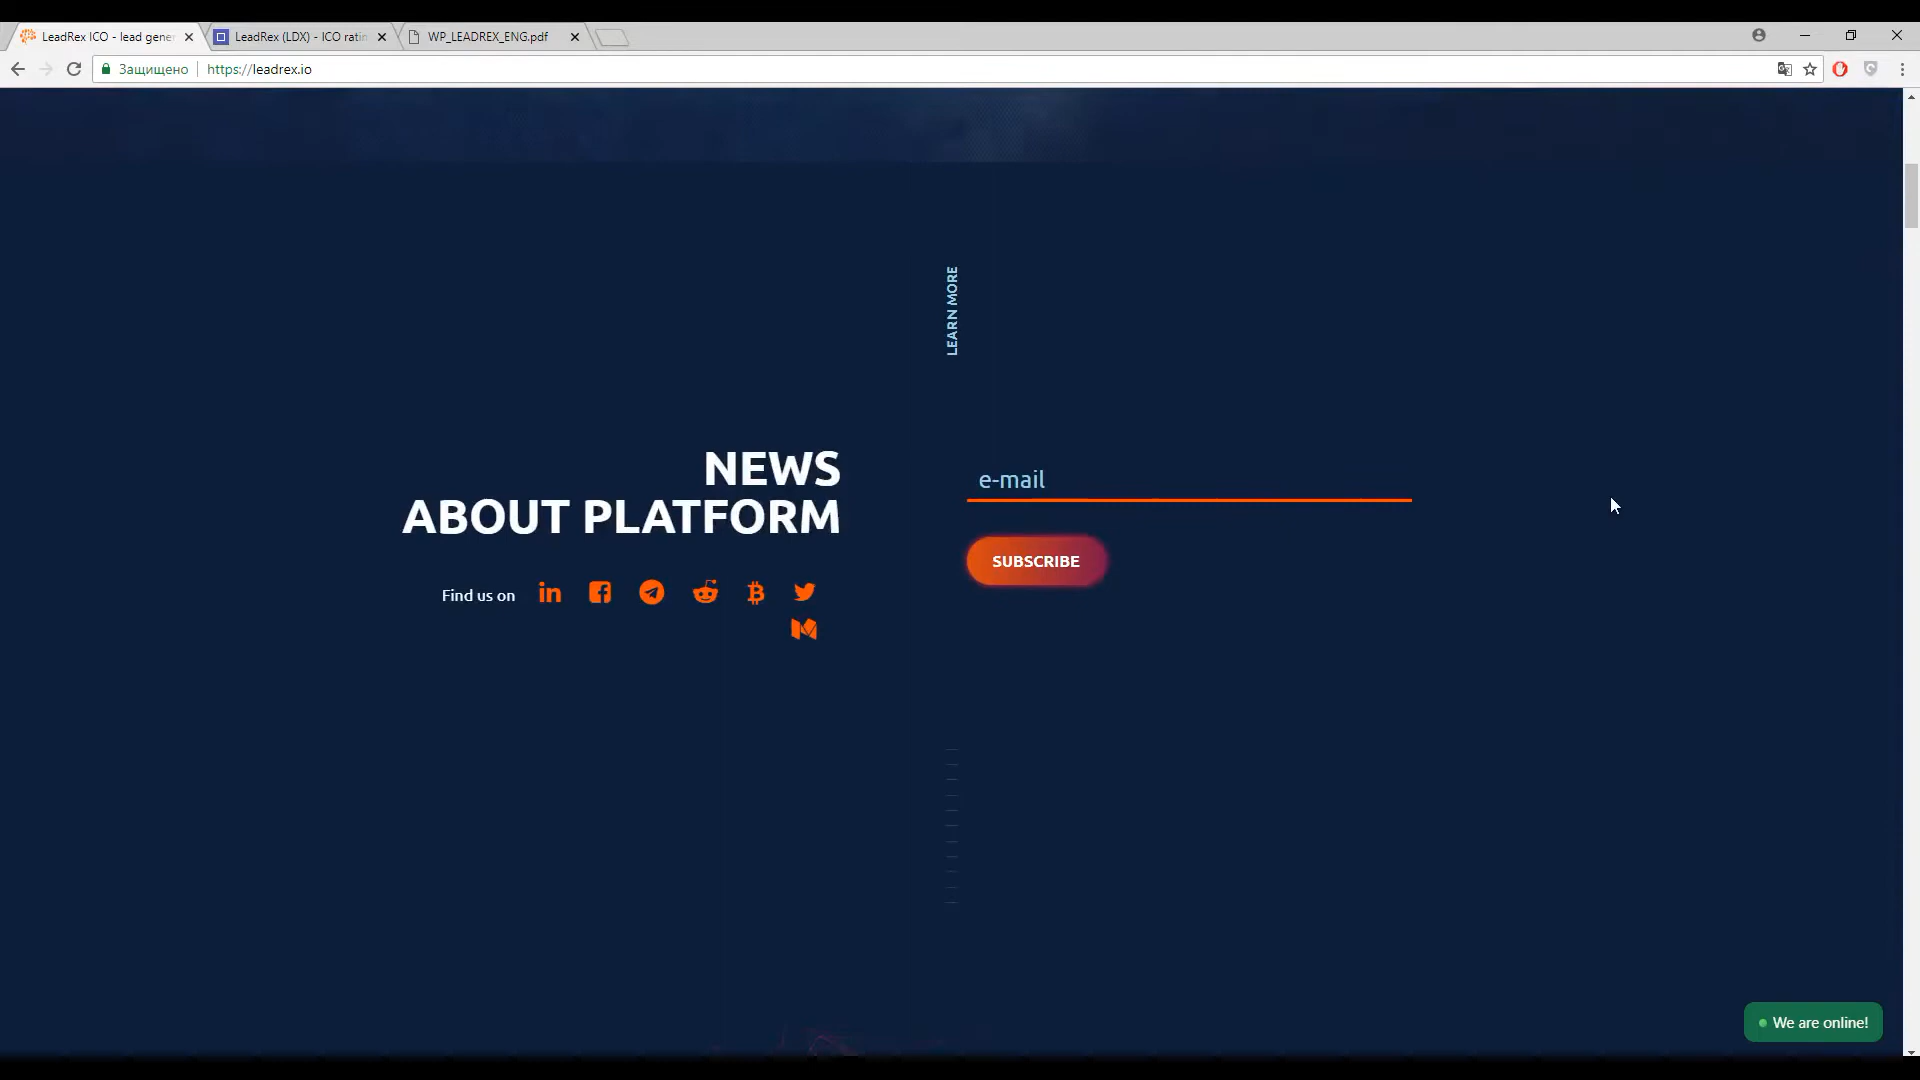 LeadRex ICO - lead gener
LeadRex (LDX) - ICO ratin
WP_LEADREX_ENG.pdf
Защищено
https://leadrex.io
LEARN MORE
NEWS
ABOUT PLATFORM
Find us on
e-mail
SUBSCRIBE
We are online!